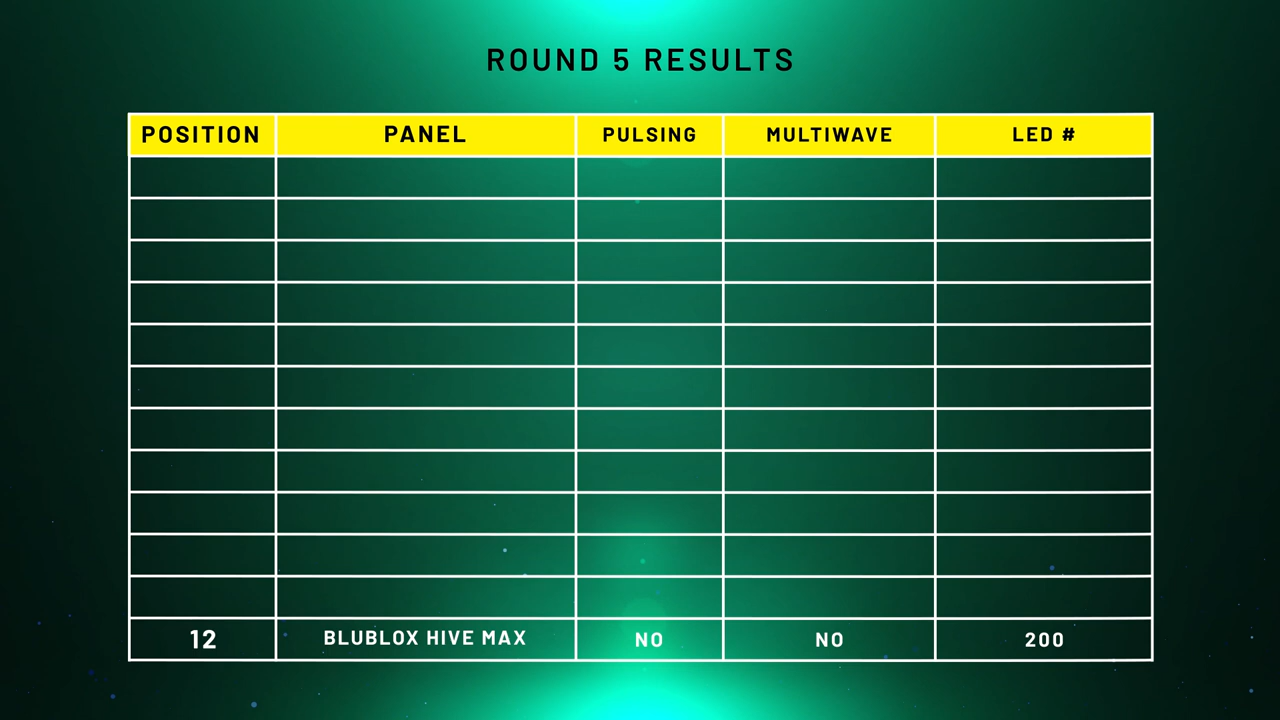 ROUND 5 RESULTS
POSITION PANEL PULSING MULTIWAVE LED #
12 BLUBLOX HIVE MAX NO NO 200